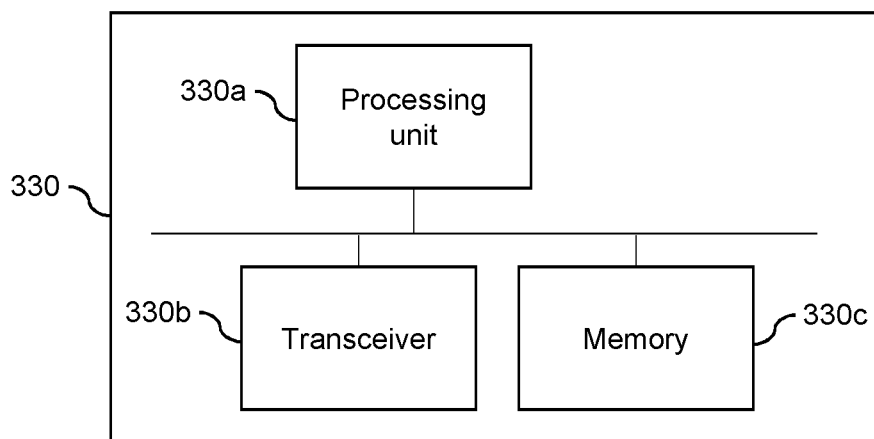 330a
Processing
unit
330
330b
Transceiver
Memory
330c